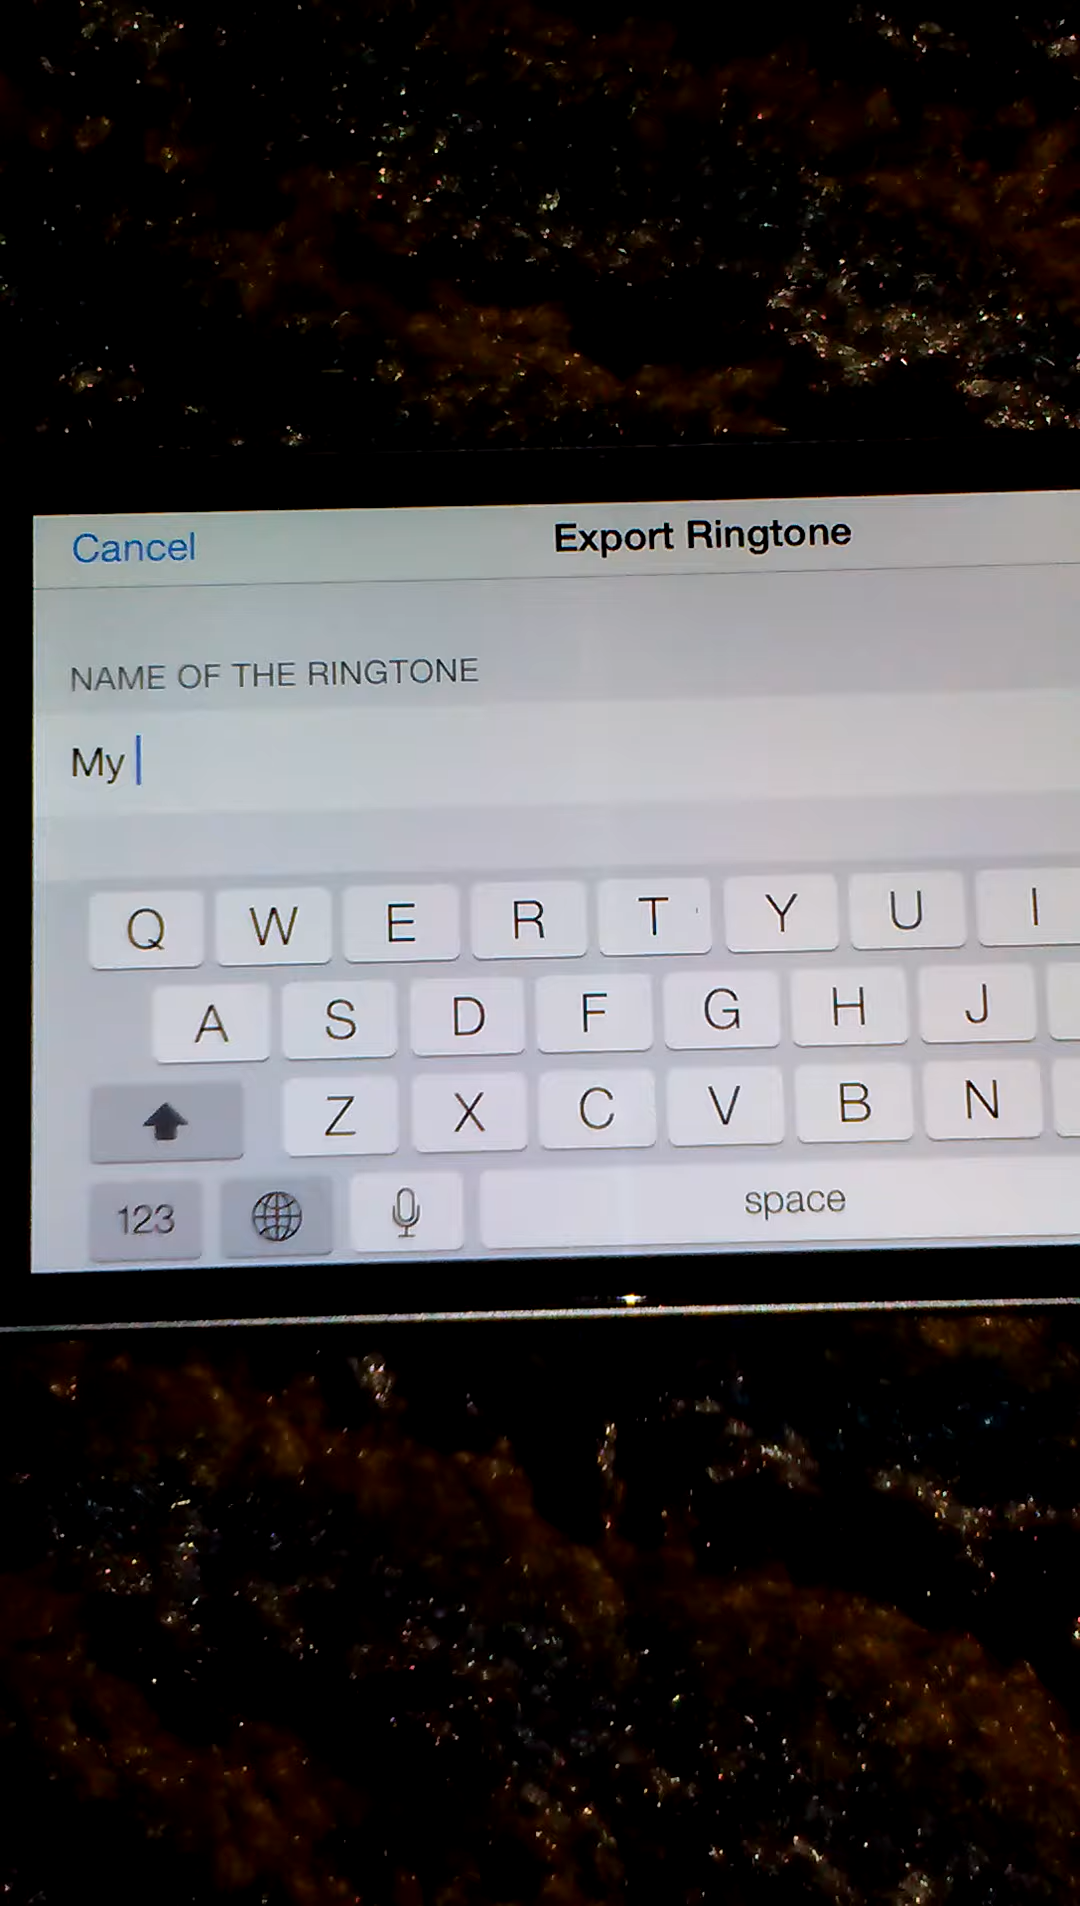 Cancel Export Ringtone
NAME OF THE RINGTONE
My
Q W E R T Y U I
A S D F G H J
Z X C V B N
123 space